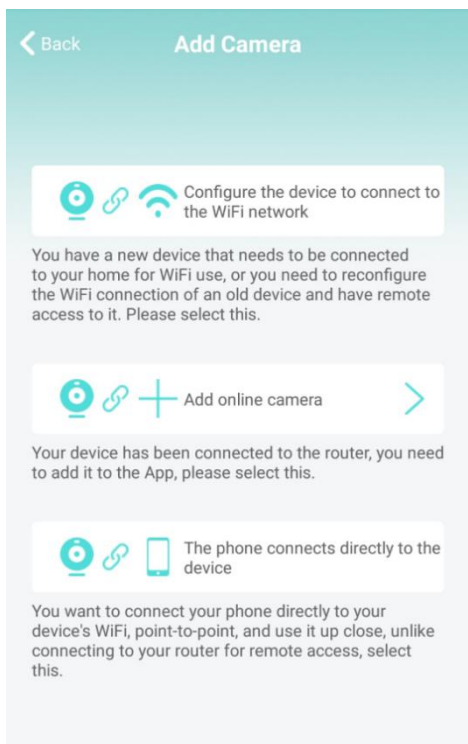 Back
Add Camera
Configure the device to connect to
the WiFi network
You have a new device that needs to be connected
to your home for WiFi use, or you need to reconfigure
the WiFi connection of an old device and have remote
access to it. Please select this.
Add online camera
Your device has been connected to the router, you need
to add it to the App, please select this.
The phone connects directly to the
device
You want to connect your phone directly to your
device's WiFi, point-to-point, and use it up close, unlike
connecting to your router for remote access, select
this.